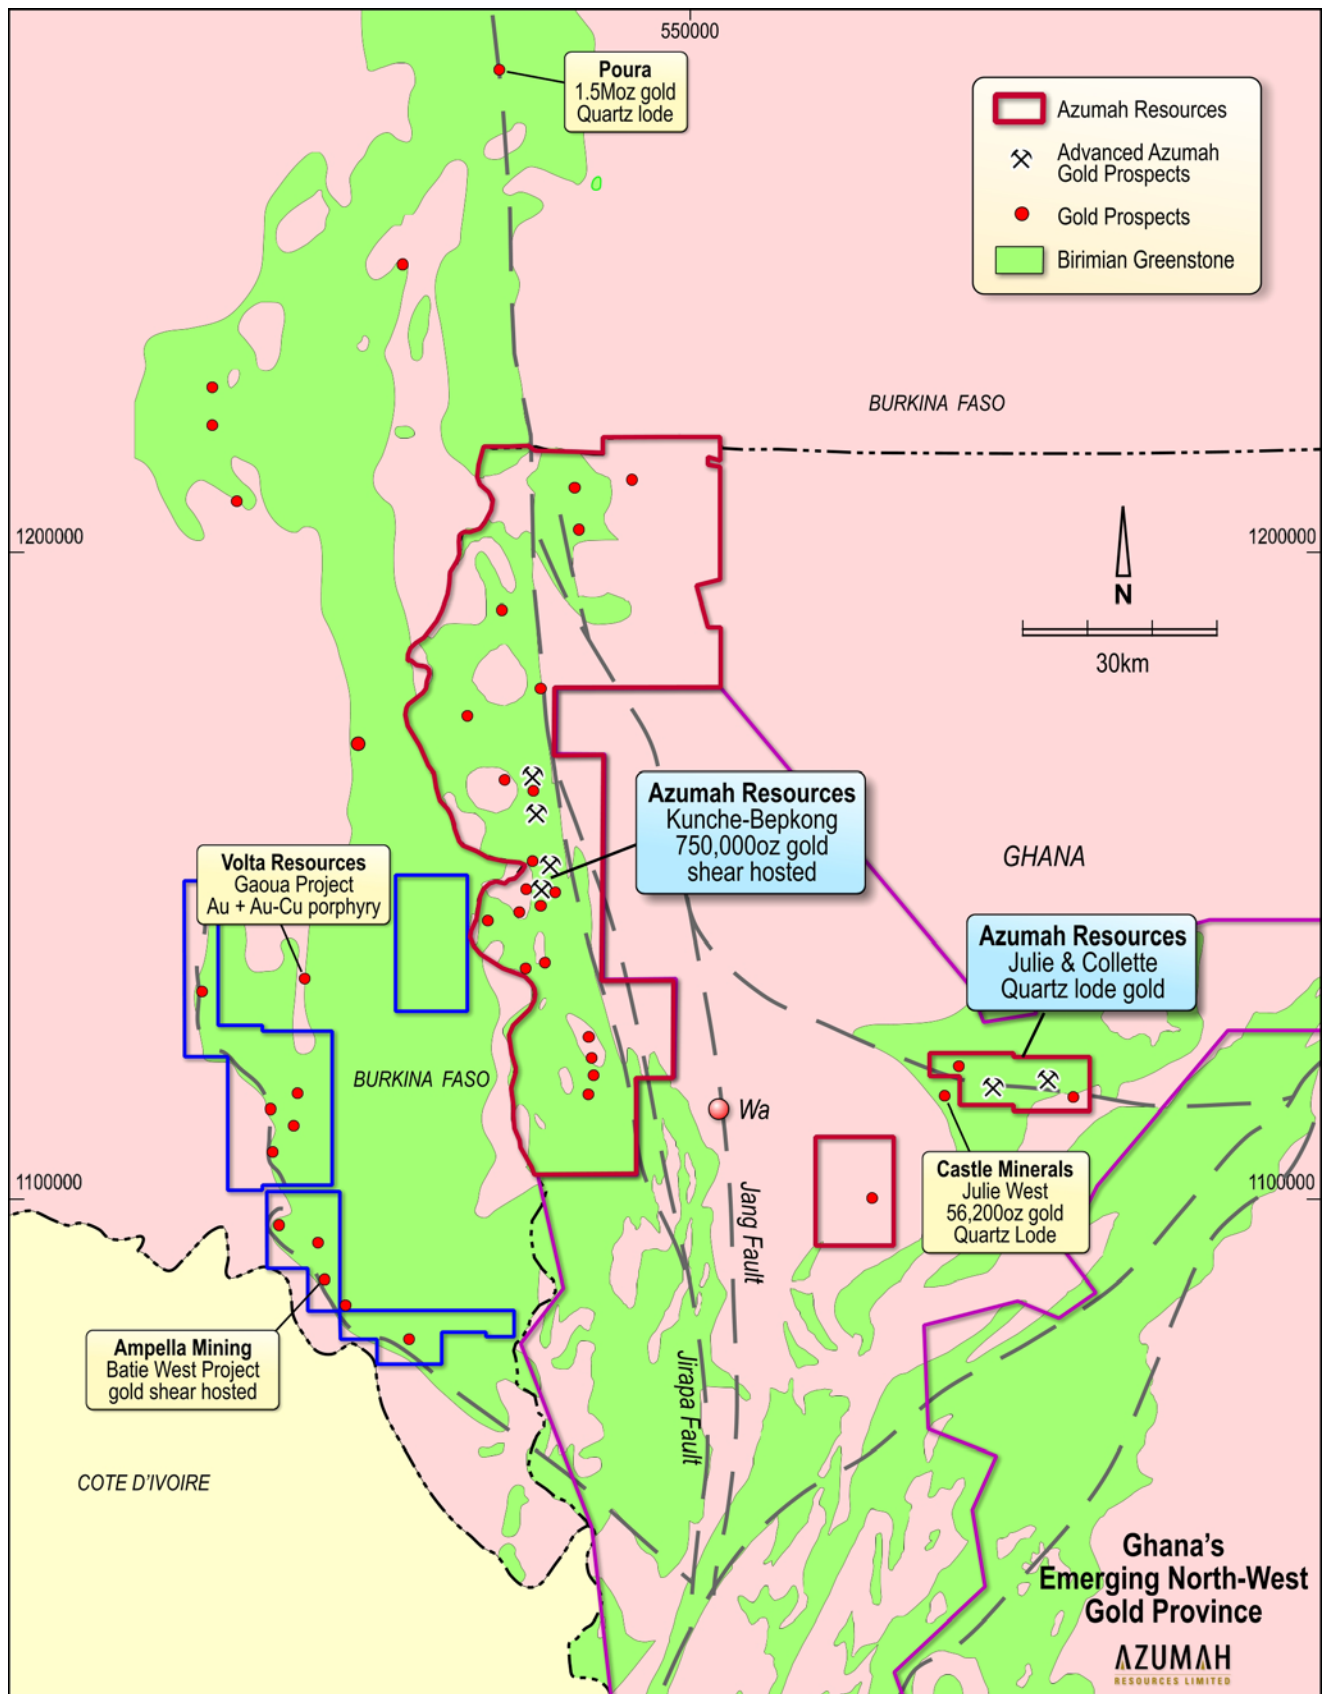 550000
Poura
1.5Moz gold
Quartz lode
Azumah Resources
Advanced Azumah
Gold Prospects
Gold Prospects
Birimian Greenstone
BURKINA FASO
1200000
1200000
N
30km
Azumah Resources
Kunche-Bepkong
750,000oz gold
shear hosted
Volta Resources
Gaoua Project
Au + Au-Cu porphyry
GHANA
Azumah Resources
Julie & Collette
Quartz lode gold
BURKINA FASO
Wa
Castle Minerals
Julie West
56,200oz gold
Quartz Lode
1100000
1100000
Jang Fault
Jirapa Fault
Ampella Mining
Batie West Project
gold shear hosted
COTE D'IVOIRE
Ghana's
Emerging North-West
Gold Province
AZUMAH
RESOURCES LIMITED